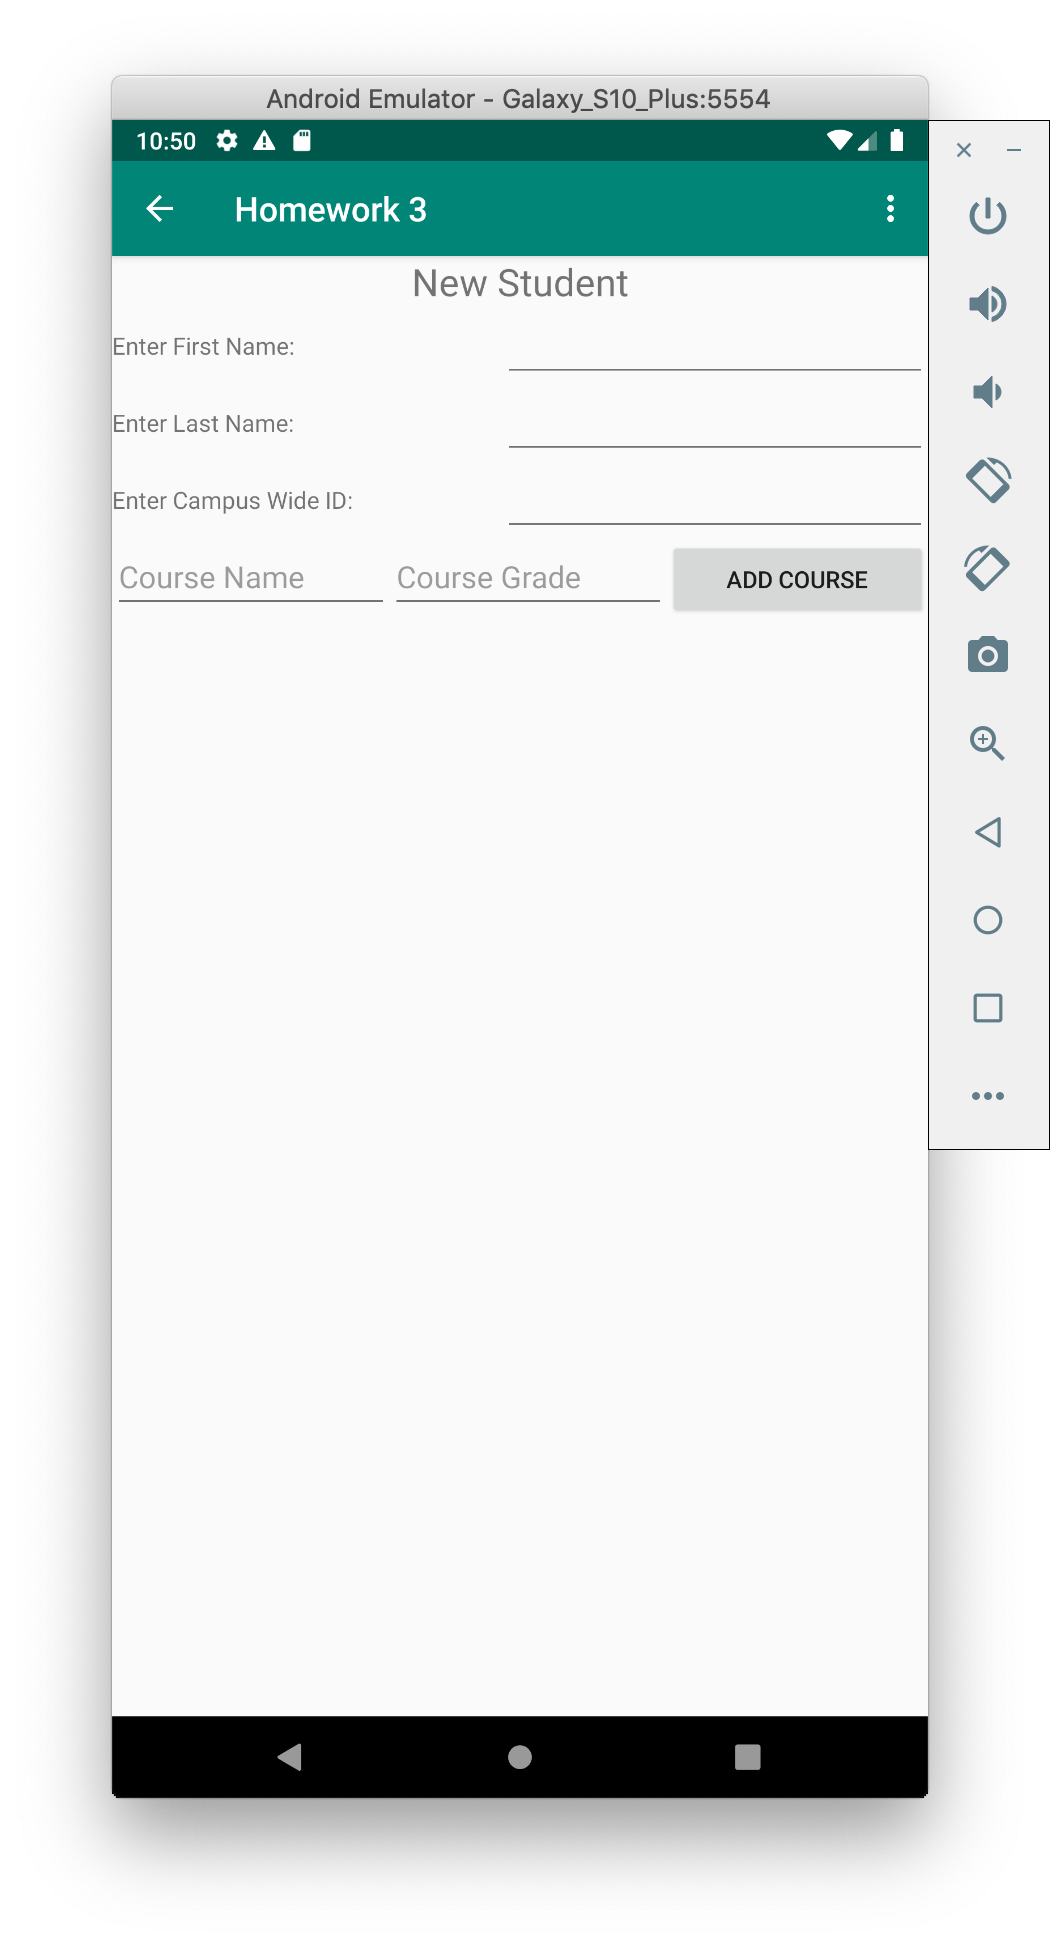 Android Emulator - Galaxy_S10_Plus:5554
10:50
Homework 3
New Student
Enter First Name:
Enter Last Name:
Enter Campus Wide ID:
Course Name Course Grade ADD COURSE